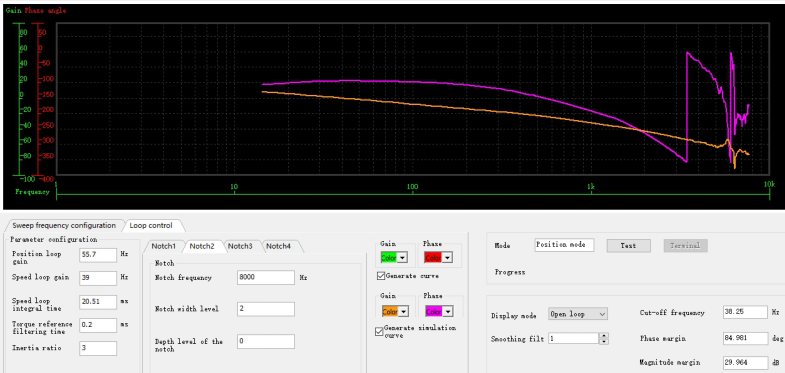 Gain Phase angle
80 50
60 0
40 -50
20 -100
0 -150
-20 -200
-40 -250
-60 -300
-80 -350
-100 -400
Frequency 1 10 100 1k 10k
Sweep frequency configuration Loop control
Parameter configuration
Position loop gain 55.7 Hz
Speed loop gain 39 Hz
Speed loop integral time 20.51 ms
Torque reference filtering time 0.2 ms
Inertia ratio 3
Notch1 Notch2 Notch3 Notch4
Notch
Notch frequency 8000 Hz
Notch width level 2
Depth level of the notch 0
Gain Phase
Color Color
Generate curve
Gain Phase
Color Color
Generate simulation curve
Mode Position mode Test Terminal
Progress
Display mode Open loop Cut-off frequency 38.25 Hz
Smoothing filt 1 Phase margin 84.981 deg
Magnitude margin 29.964 dB